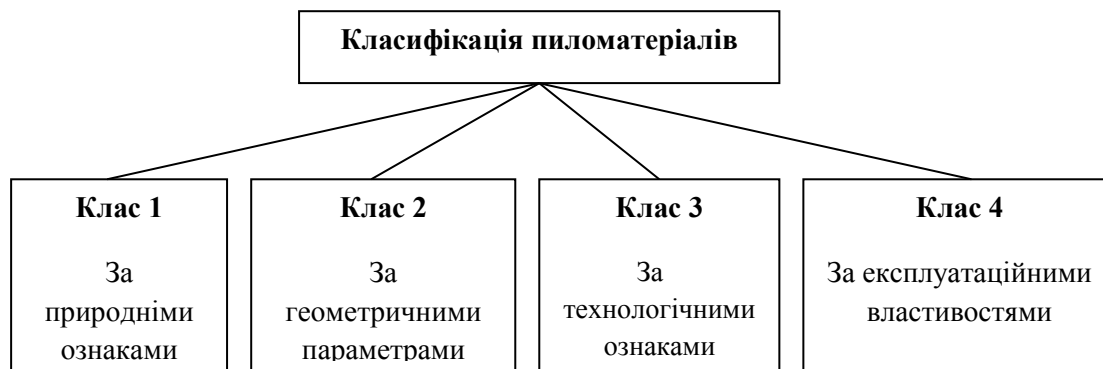 Класифікація пиломатеріалів
Клас 1
За
природніми
ознаками
Клас 2
За
геометричними
параметрами
Клас 3
За
технологічними
ознаками
Клас 4
За експлуатаційними
властивостями